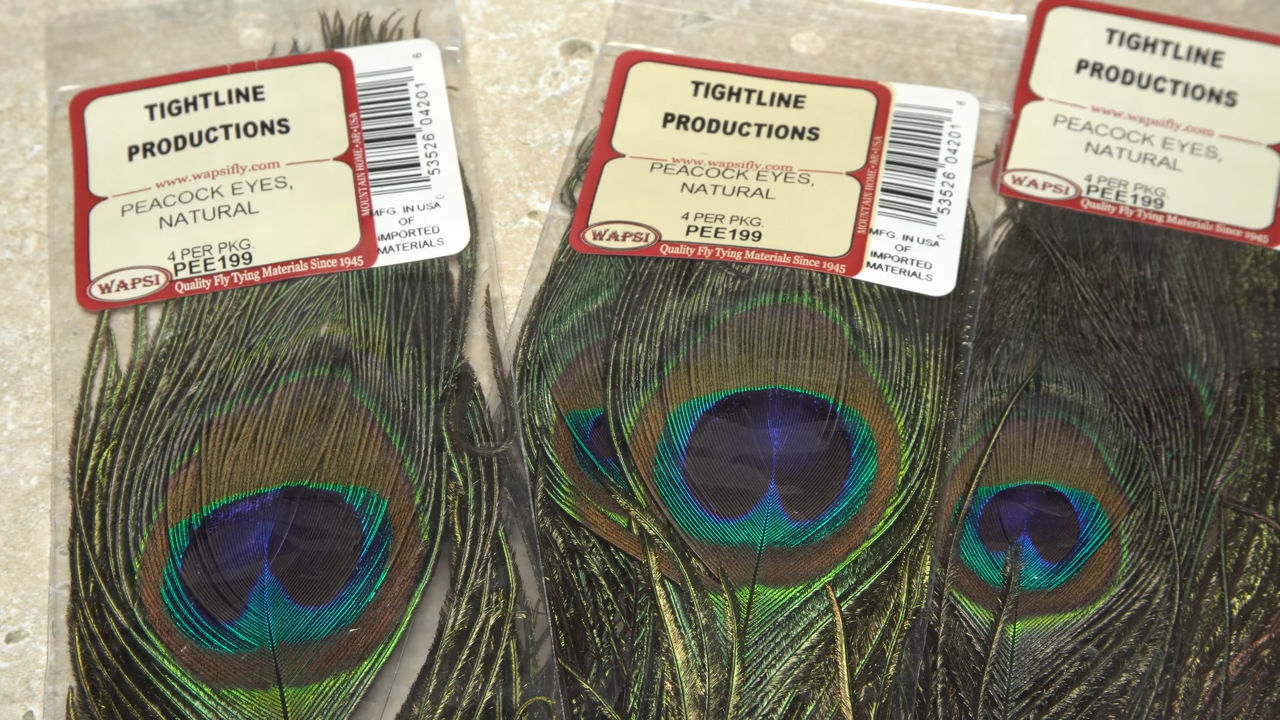 TIGHTLINE
PRODUCTIONS
www.wapsifly.com
PEACOCK EYES,
NATURAL
4 PER PKG.
PEE199
WAPSI
Quality Fly Tying Materials Since 1945
MOUNTAIN HOME•AR•USA
53526 04201 6
MFG. IN USA
OF
IMPORTED
MATERIALS
TIGHTLINE
PRODUCTIONS
www.wapsifly.com
PEACOCK EYES,
NATURAL
4 PER PKG.
PEE199
WAPSI
Quality Fly Tying Materials Since 1945
MOUNTAIN HOME•AR•USA
53526 04201 6
MFG. IN USA
OF
IMPORTED
MATERIALS
TIGHTLINE
PRODUCTIONS
www.wapsifly.com
PEACOCK EYES,
NATURAL
4 PER PKG.
PEE199
WAPSI
Quality Fly Tying Materials Since 1945